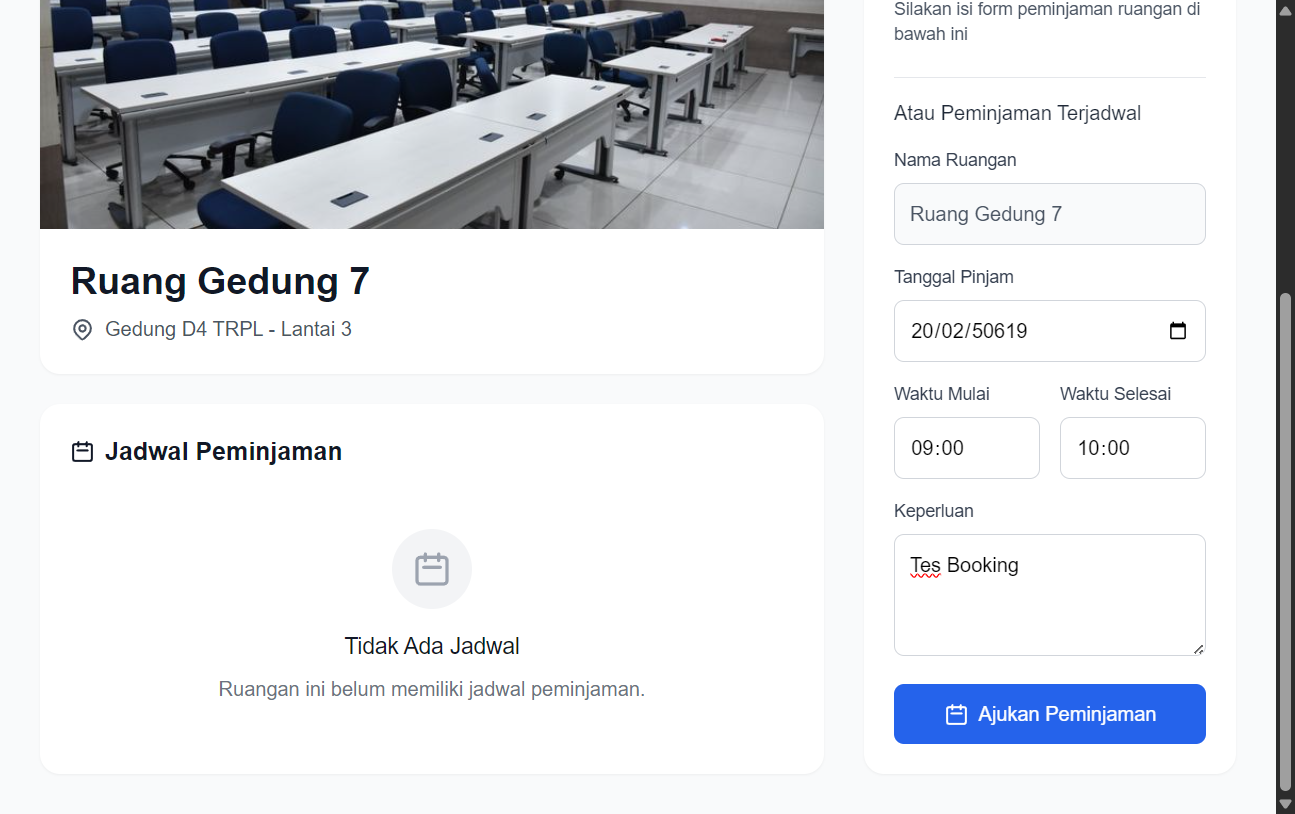 Ruang Gedung 7
Gedung D4 TRPL - Lantai 3
Jadwal Peminjaman
Tidak Ada Jadwal
Ruangan ini belum memiliki jadwal peminjaman.
Silakan isi form peminjaman ruangan di
bawah ini
Atau Peminjaman Terjadwal
Nama Ruangan
Ruang Gedung 7
Tanggal Pinjam
20/02/50619
Waktu Mulai
Waktu Selesai
09:00
10:00
Keperluan
Tes Booking
Ajukan Peminjaman